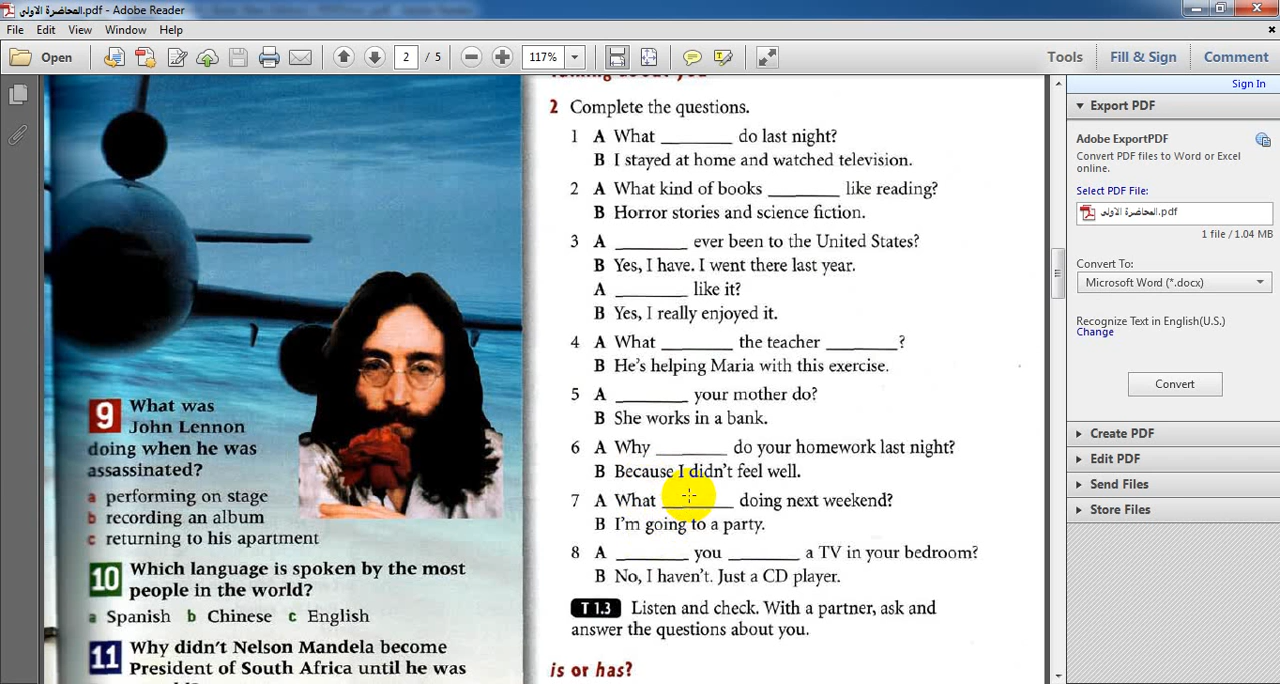 المحاضرة الاولى.pdf - Adobe Reader
File Edit View Window Help
Open 2 / 5 117% Tools Fill & Sign Comment
Sign In
Export PDF
Adobe ExportPDF
Convert PDF files to Word or Excel
online.
Select PDF File:
المحاضرة الاولى.pdf
1 file / 1.04 MB
Convert To:
Microsoft Word (*.docx)
Recognize Text in English(U.S.)
Change
Convert
Create PDF
Edit PDF
Send Files
Store Files
9 What was
John Lennon
doing when he was
assassinated?
a performing on stage
b recording an album
c returning to his apartment
10 Which language is spoken by the most
people in the world?
a Spanish b Chinese c English
11 Why didn't Nelson Mandela become
President of South Africa until he was
2 Complete the questions.
1 A What ________ do last night?
B I stayed at home and watched television.
2 A What kind of books ________ like reading?
B Horror stories and science fiction.
3 A ________ ever been to the United States?
B Yes, I have. I went there last year.
A ________ like it?
B Yes, I really enjoyed it.
4 A What ________ the teacher ________?
B He's helping Maria with this exercise.
5 A ________ your mother do?
B She works in a bank.
6 A Why ________ do your homework last night?
B Because I didn't feel well.
7 A What ________ doing next weekend?
B I'm going to a party.
8 A ________ you ________ a TV in your bedroom?
B No, I haven't. Just a CD player.
T 1.3 Listen and check. With a partner, ask and
answer the questions about you.
is or has?